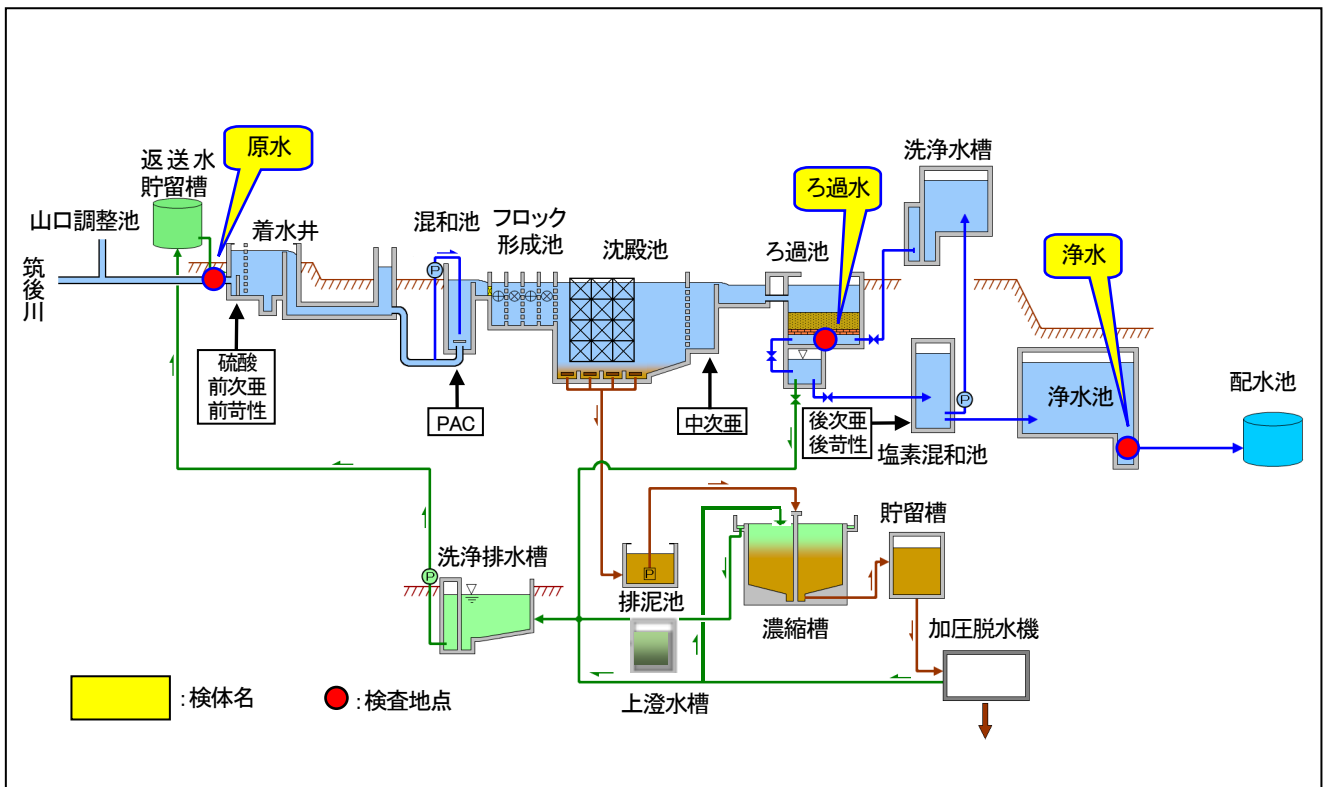 原水
返送水
貯留槽
山口調整池
着水井
筑後川
硫酸
前次亜
前苛性
混和池
P
PAC
フロック
形成池
沈殿池
中次亜
ろ過水
ろ過池
洗浄水槽
後次亜
後苛性
塩素混和池
P
浄水
浄水池
配水池
洗浄排水槽
P
排泥池
P
上澄水槽
濃縮槽
貯留槽
加圧脱水機
:検体名
:検査地点